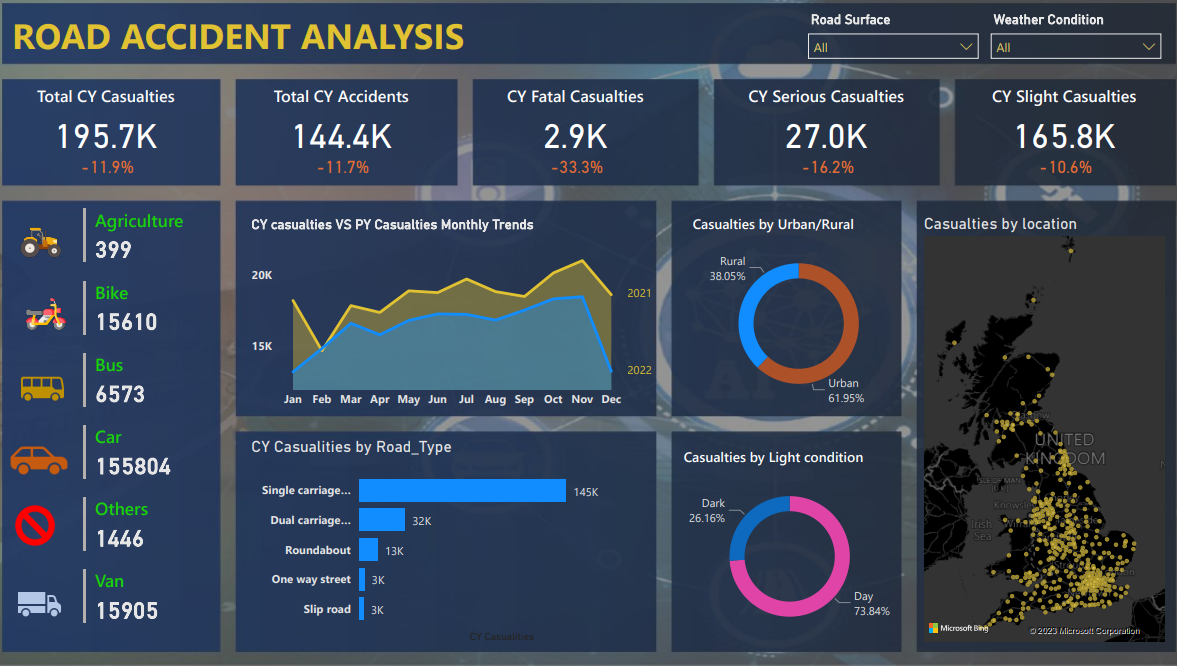 ROAD ACCIDENT ANALYSIS
Road Surface
All
Weather Condition
All
Total CY Casualties
195.7K
-11.9%
Total CY Accidents
144.4K
-11.7%
CY Fatal Casualties
2.9K
-33.3%
CY Serious Casualties
27.0K
-16.2%
CY Slight Casualties
165.8K
-10.6%
Agriculture
399
Bike
15610
Bus
6573
Car
155804
Others
1446
Van
15905
CY casualties VS PY Casualties Monthly Trends
20K
15K
2021
2022
Jan Feb Mar Apr May Jun Jul Aug Sep Oct Nov Dec
CY Casualities by Road_Type
Single carriage... 145K
Dual carriage... 32K
Roundabout 13K
One way street 3K
Slip road 3K
CY Casualties
Casualties by Urban/Rural
Rural
38.05%
Urban
61.95%
Casualties by Light condition
Dark
26.16%
Day
73.84%
Casualties by location
UNITED
KINGDOM
ISLE OF MAN
Irish
Sea
Microsoft Bing
© 2023 Microsoft Corporation